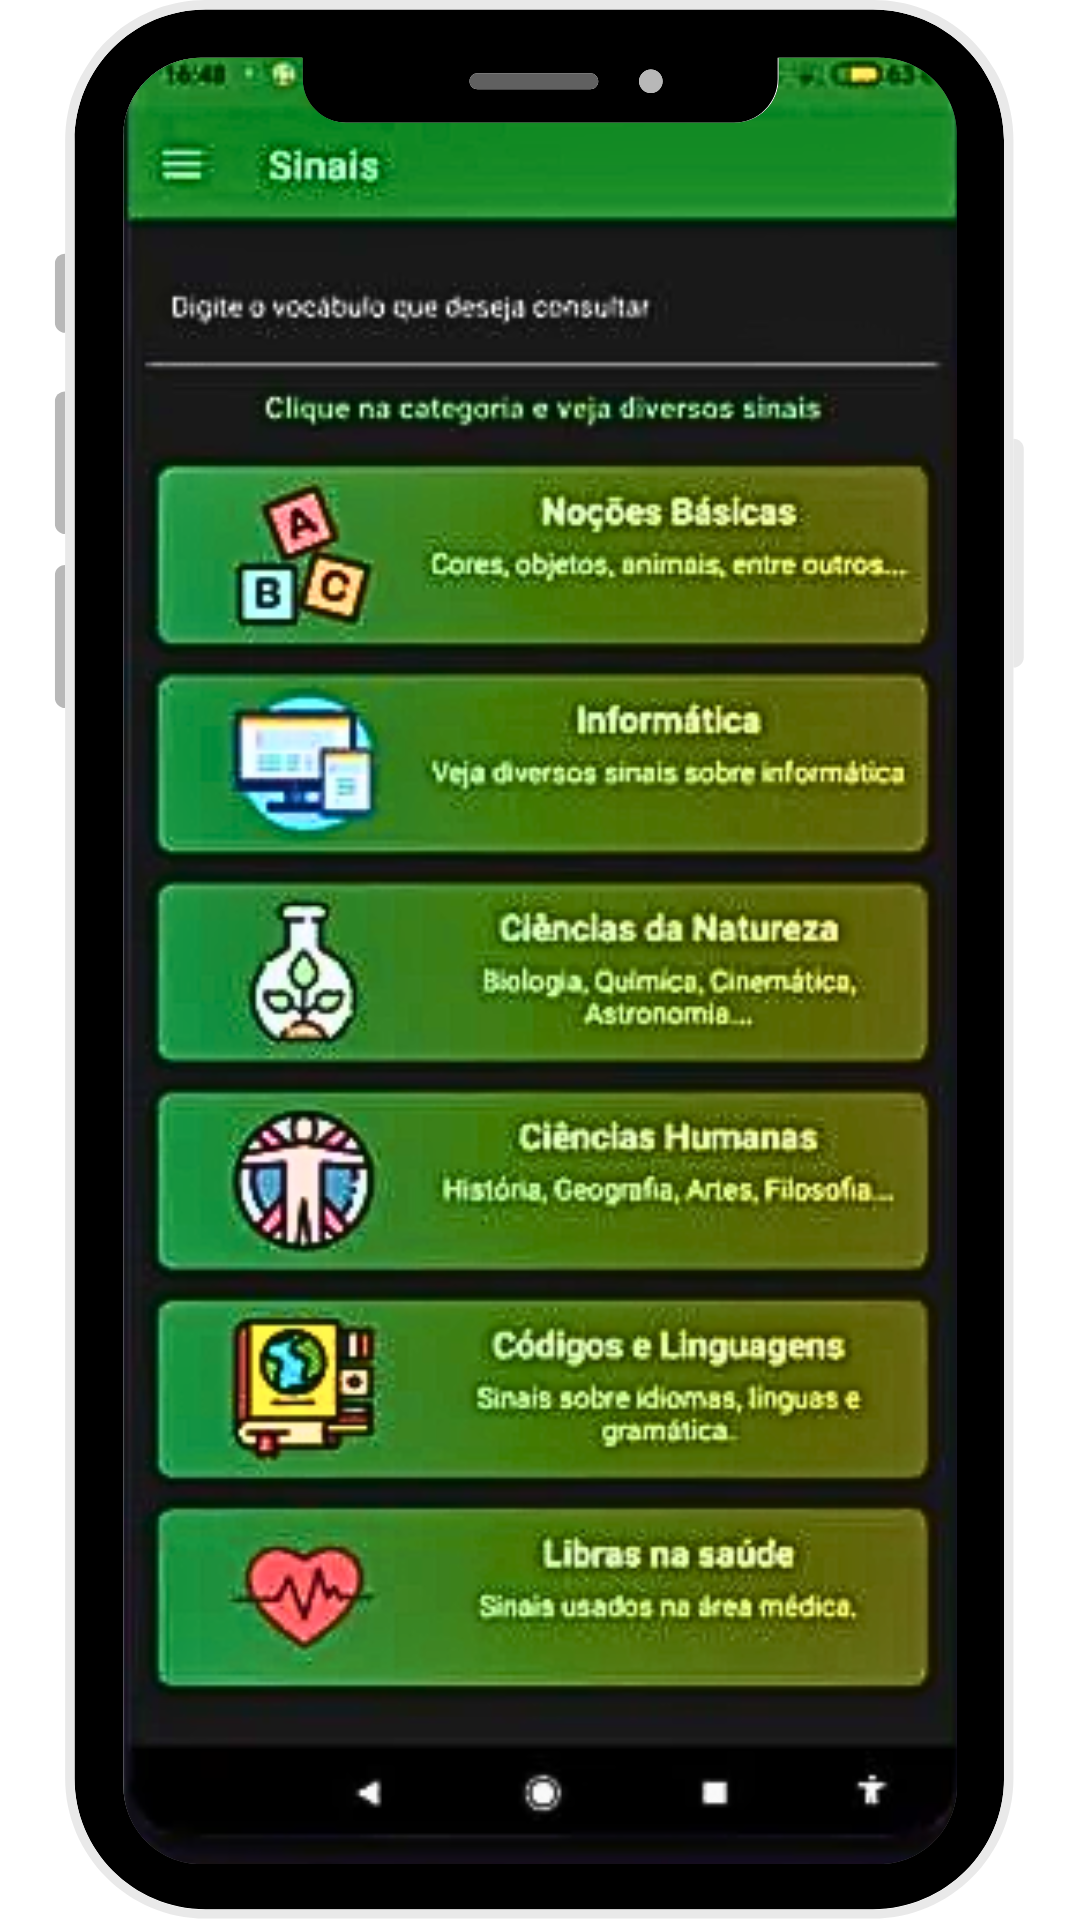 16:48
63
Sinais
Digite o vocábulo que deseja consultar
Clique na categoria e veja diversos sinais
A
B C
Noções Básicas
Cores, objetos, animais, entre outros...
Informática
Veja diversos sinais sobre informática
Ciências da Natureza
Biologia, Química, Cinemática,
Astronomia...
Ciências Humanas
História, Geografia, Artes, Filosofia...
Códigos e Linguagens
Sinais sobre idiomas, línguas e
gramática.
Libras na saúde
Sinais usados na área médica.